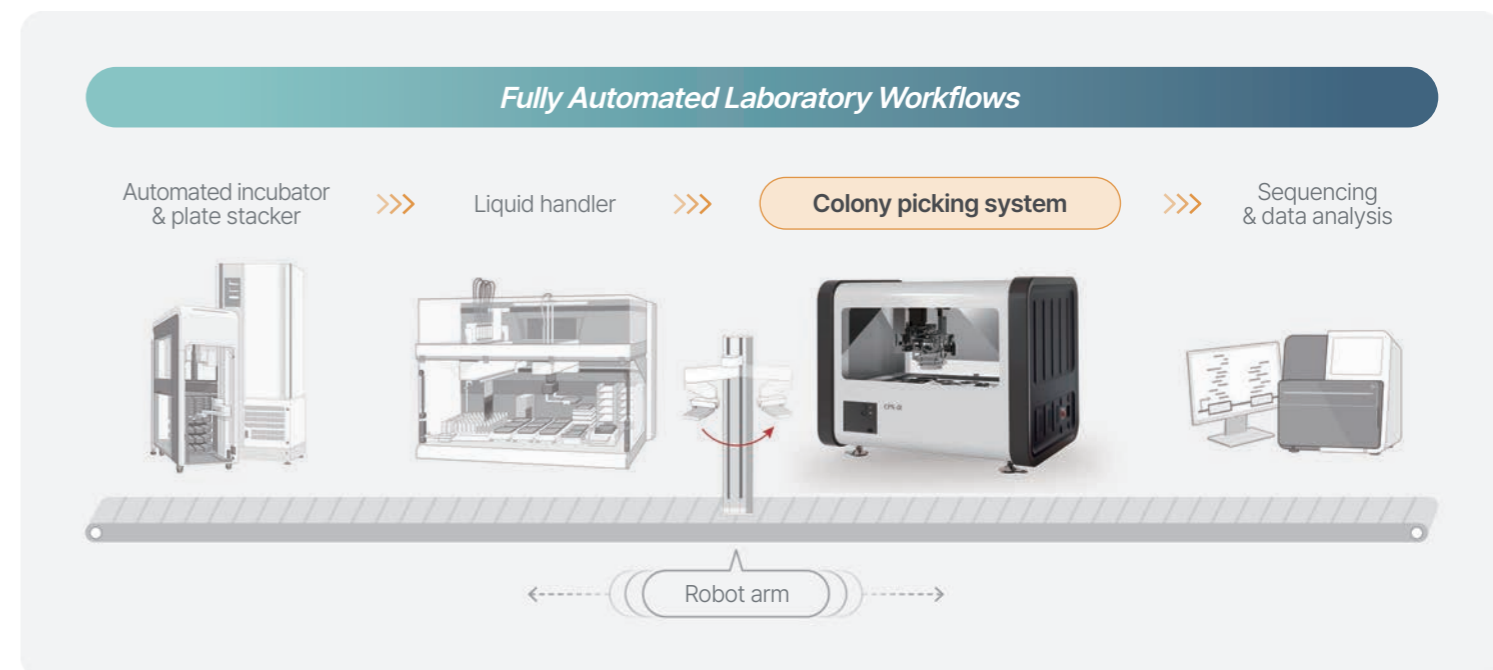 Fully Automated Laboratory Workflows
Automated incubator
& plate stacker
Liquid handler
Colony picking system
Sequencing
& data analysis
Robot arm